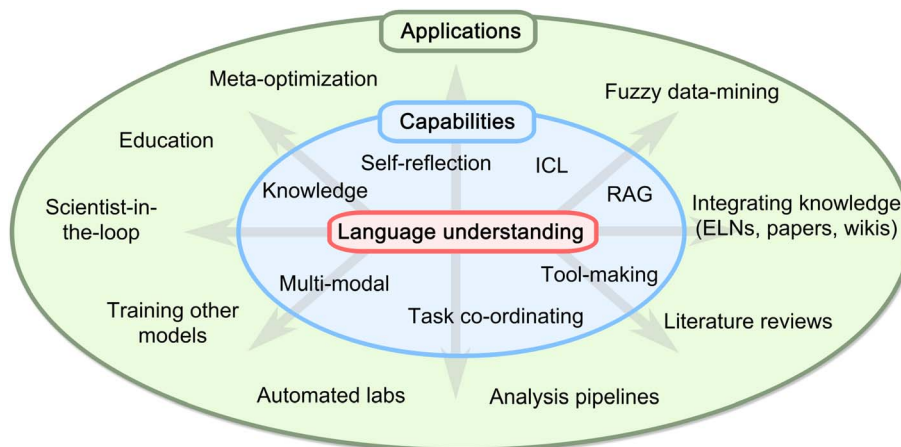 Applications
Meta-optimization
Fuzzy data-mining
Capabilities
Education
Self-reflection
ICL
Knowledge
RAG
Scientist-in-
the-loop
Language understanding
Integrating knowledge
(ELNs, papers, wikis)
Multi-modal
Tool-making
Training other
models
Task co-ordinating
Literature reviews
Automated labs
Analysis pipelines